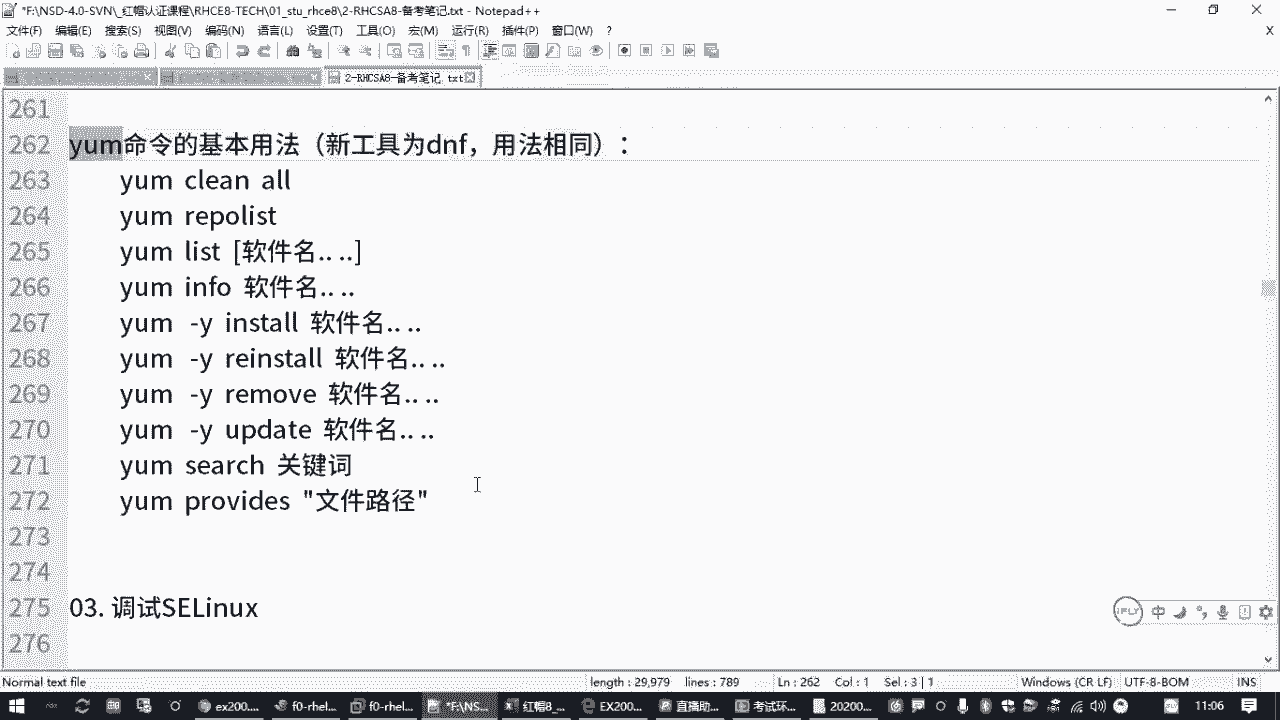 *F:\NSD-4.0-SVN\_红帽认证课程\RHCE8-TECH\01_stu_rhce8\2-RHCSA8-备考笔记.txt - Notepad++
文件(F) 编辑(E) 搜索(S) 视图(V) 编码(N) 语言(L) 设置(T) 工具(O) 宏(M) 运行(R) 插件(P) 窗口(W) ? X
2-RHCSA8-备考笔记.txt
261
262 yum命令的基本用法（新工具为dnf，用法相同）：
263 yum clean all
264 yum repolist
265 yum list [软件名.. ..]
266 yum info 软件名.. ..
267 yum -y install 软件名.. ..
268 yum -y reinstall 软件名.. ..
269 yum -y remove 软件名.. ..
270 yum -y update 软件名.. ..
271 yum search 关键词
272 yum provides "文件路径"
273
274
275 03. 调试SELinux
276
iFLY 中
Normal text file length : 29,979 lines : 789 Ln : 262 Col : 1 Sel : 3 | 1 Windows (CR LF) UTF-8-BOM INS
ex200... f0-rhel... f0-rhel... *F:\NS... 红帽8_... EX200... 直播助... 考试环... 20200... 英 11:06